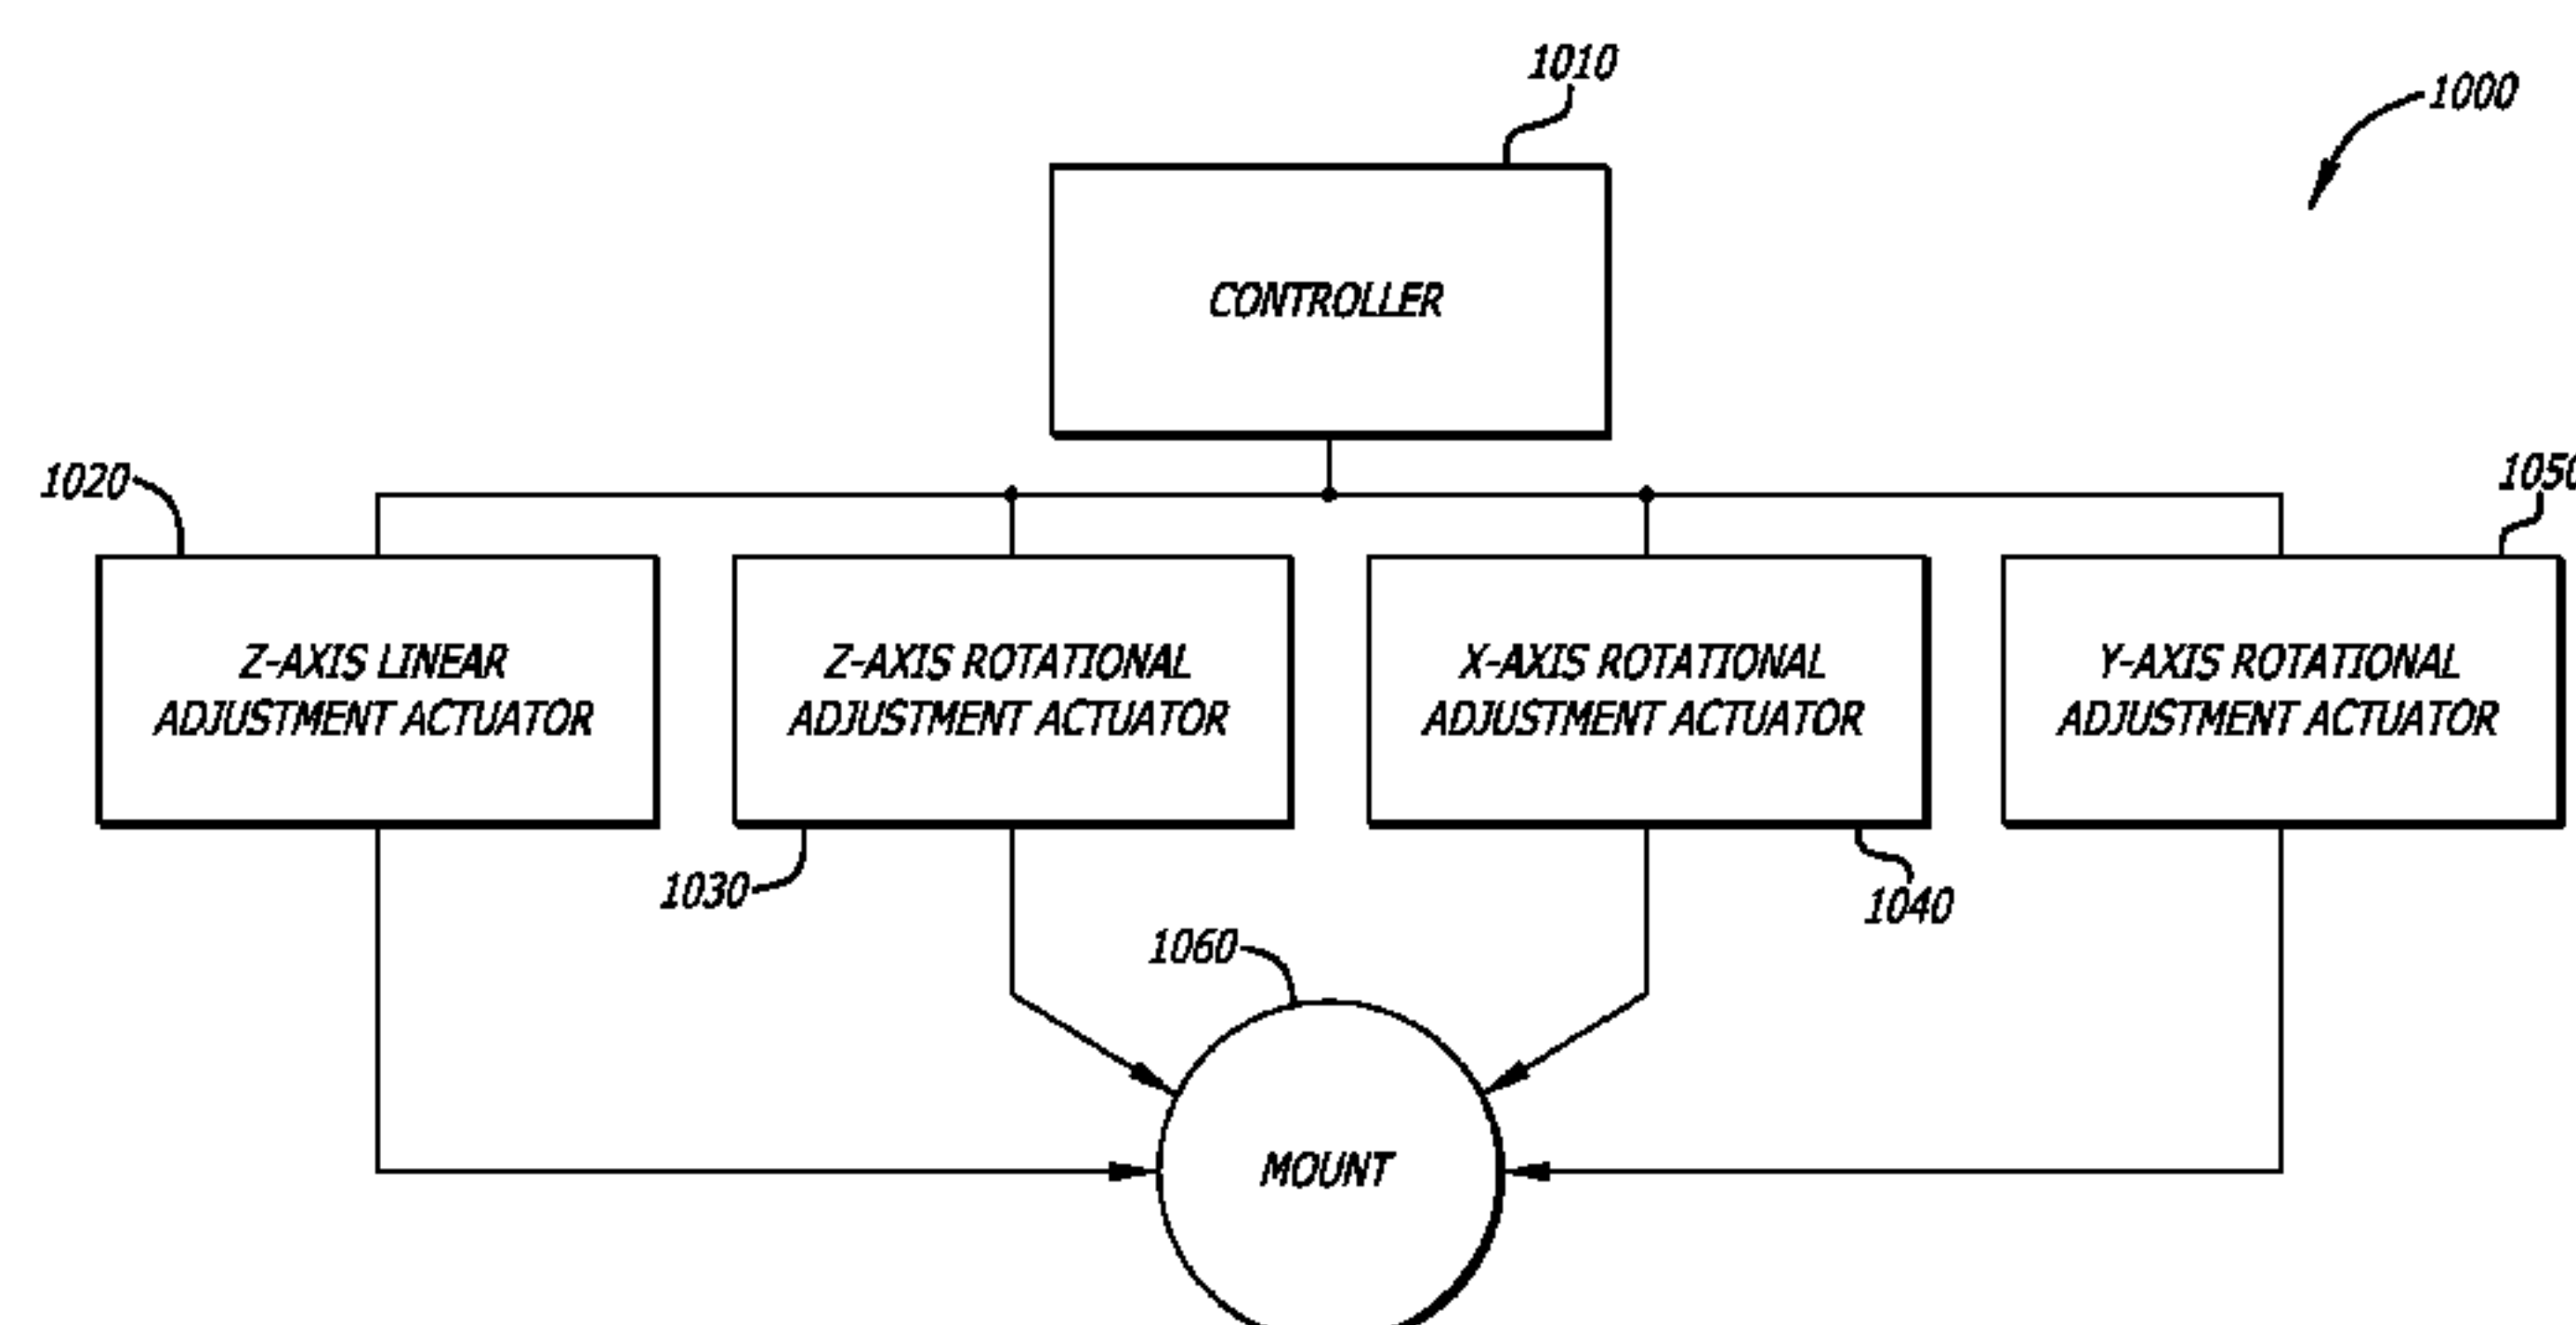 1010
1000
CONTROLLER
1020
1050
Z-AXIS LINEAR
ADJUSTMENT ACTUATOR
Z-AXIS ROTATIONAL
ADJUSTMENT ACTUATOR
X-AXIS ROTATIONAL
ADJUSTMENT ACTUATOR
Y-AXIS ROTATIONAL
ADJUSTMENT ACTUATOR
1030
1040
1060
MOUNT